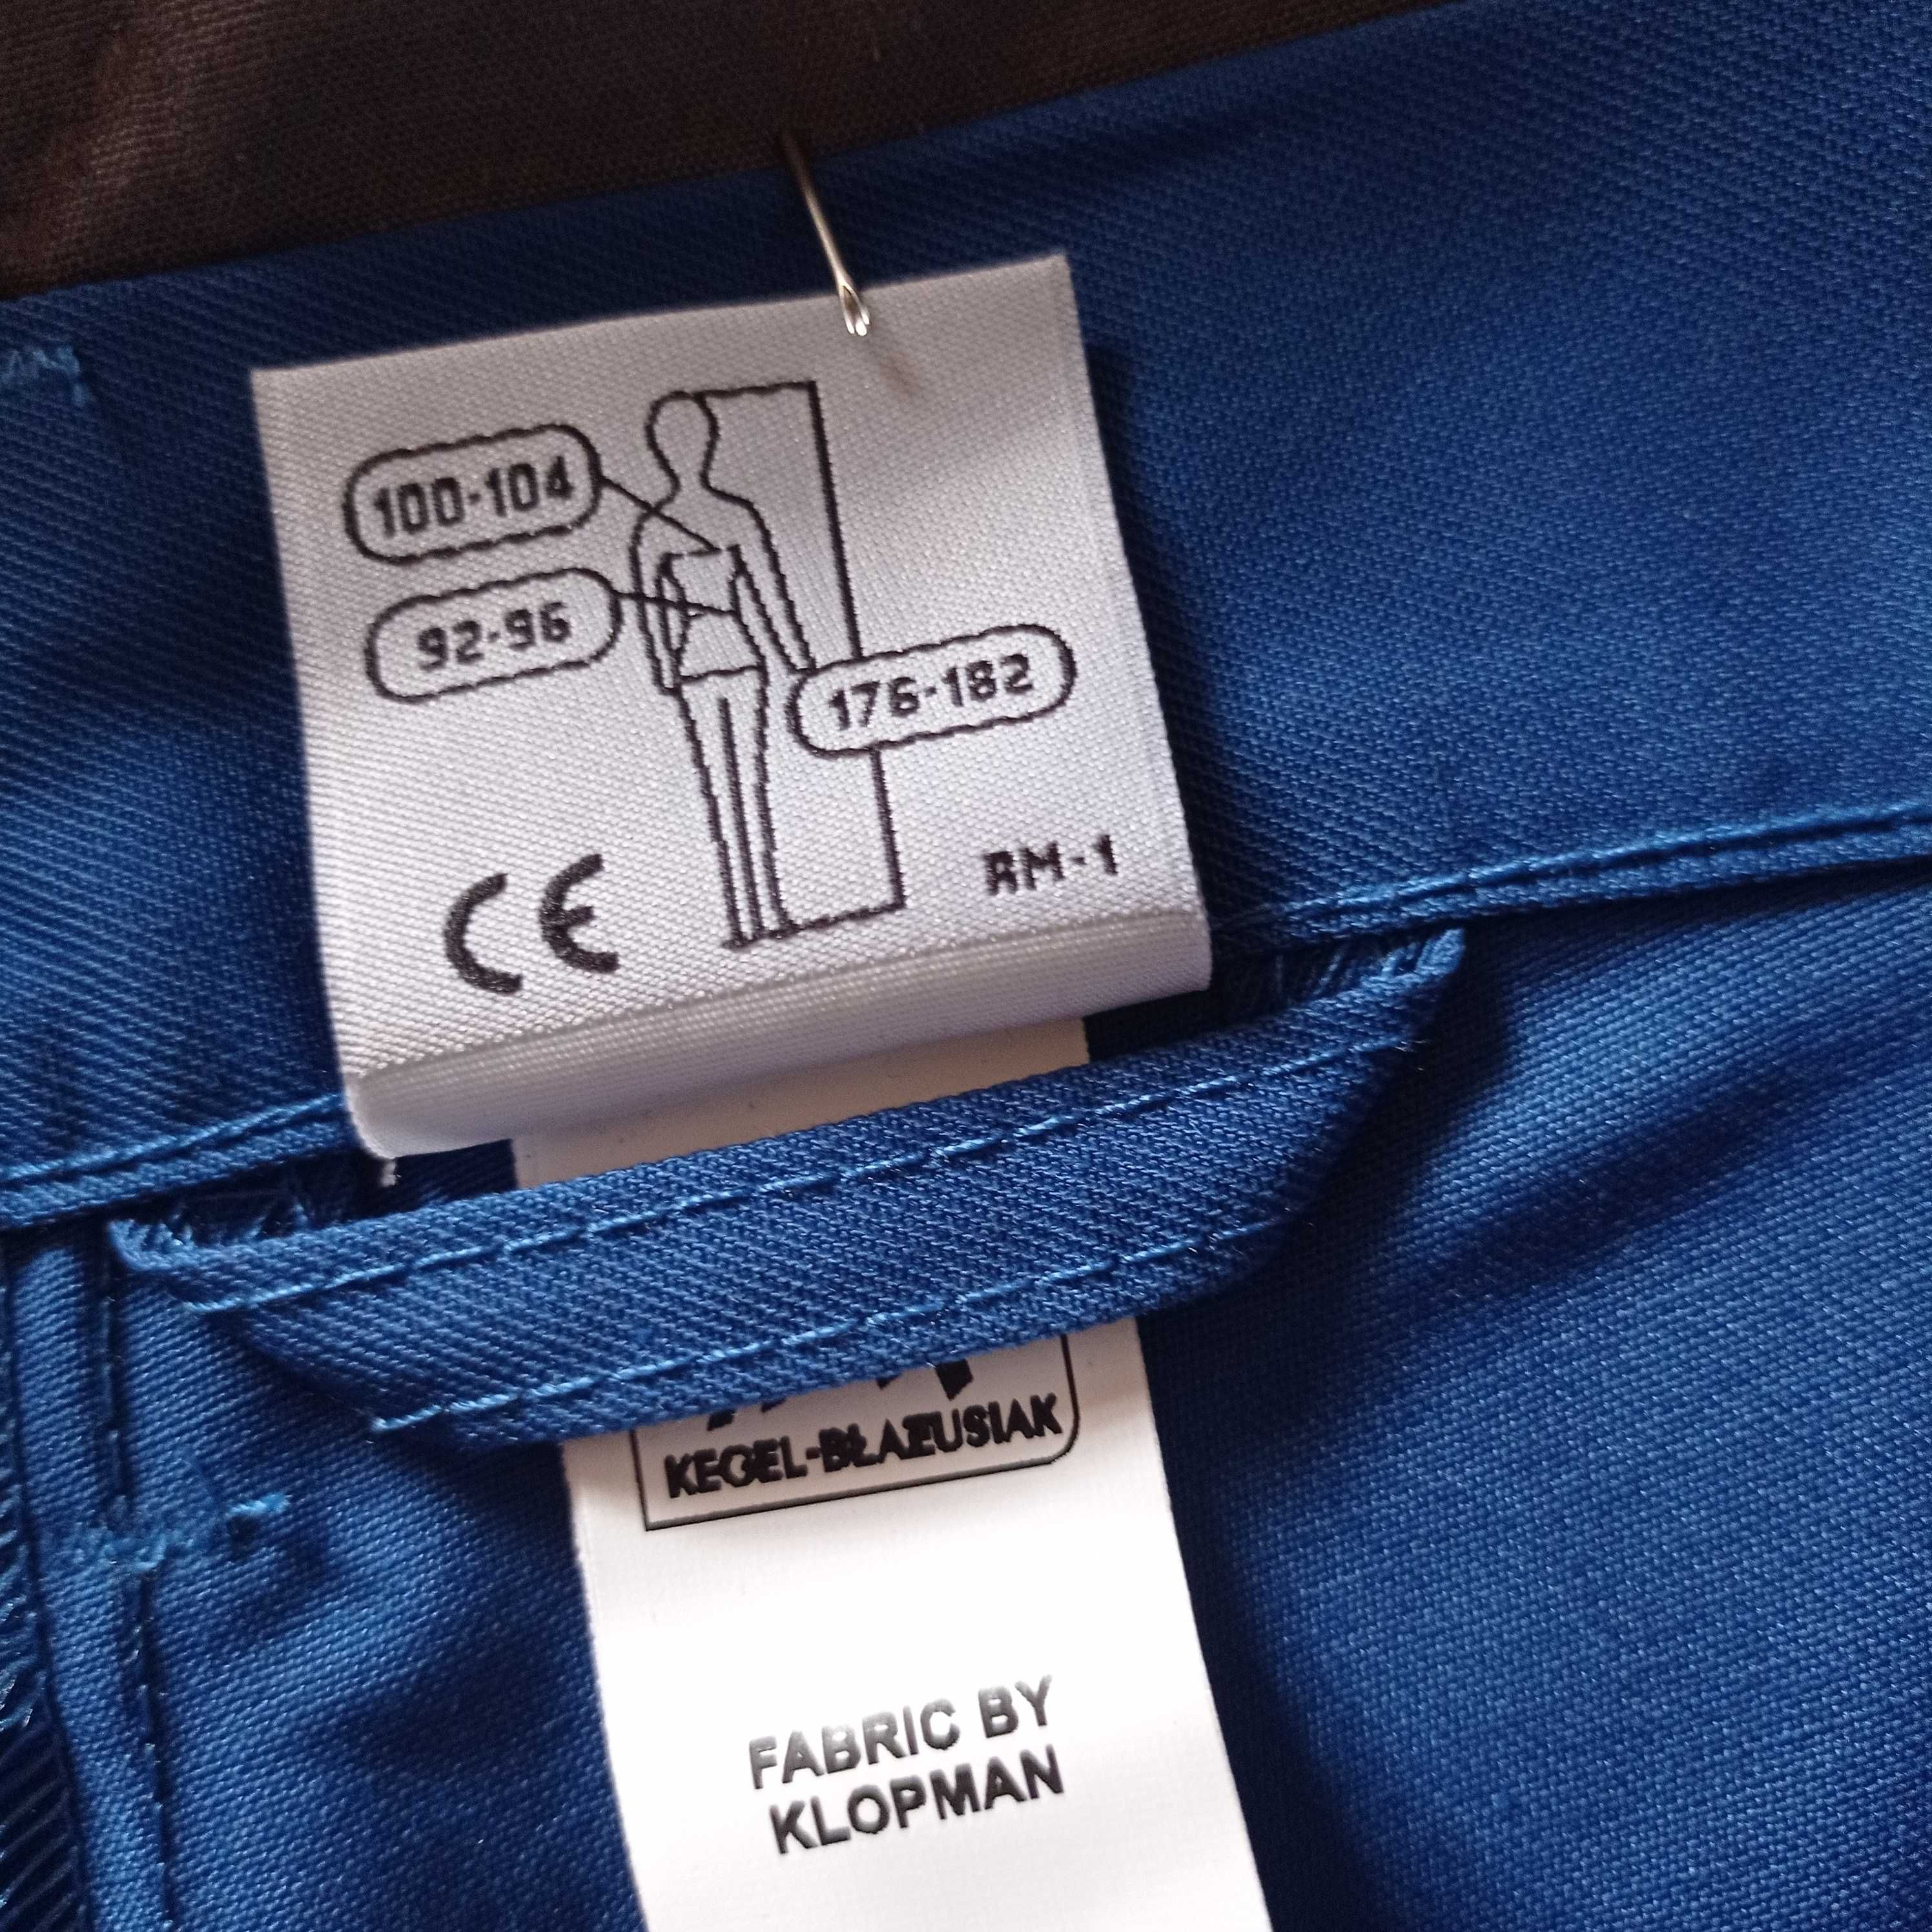 100-104
92-96
176-182
CE
RM-1
KEGEL-BŁAŻUSIAK
FABRIC BY
KLOPMAN